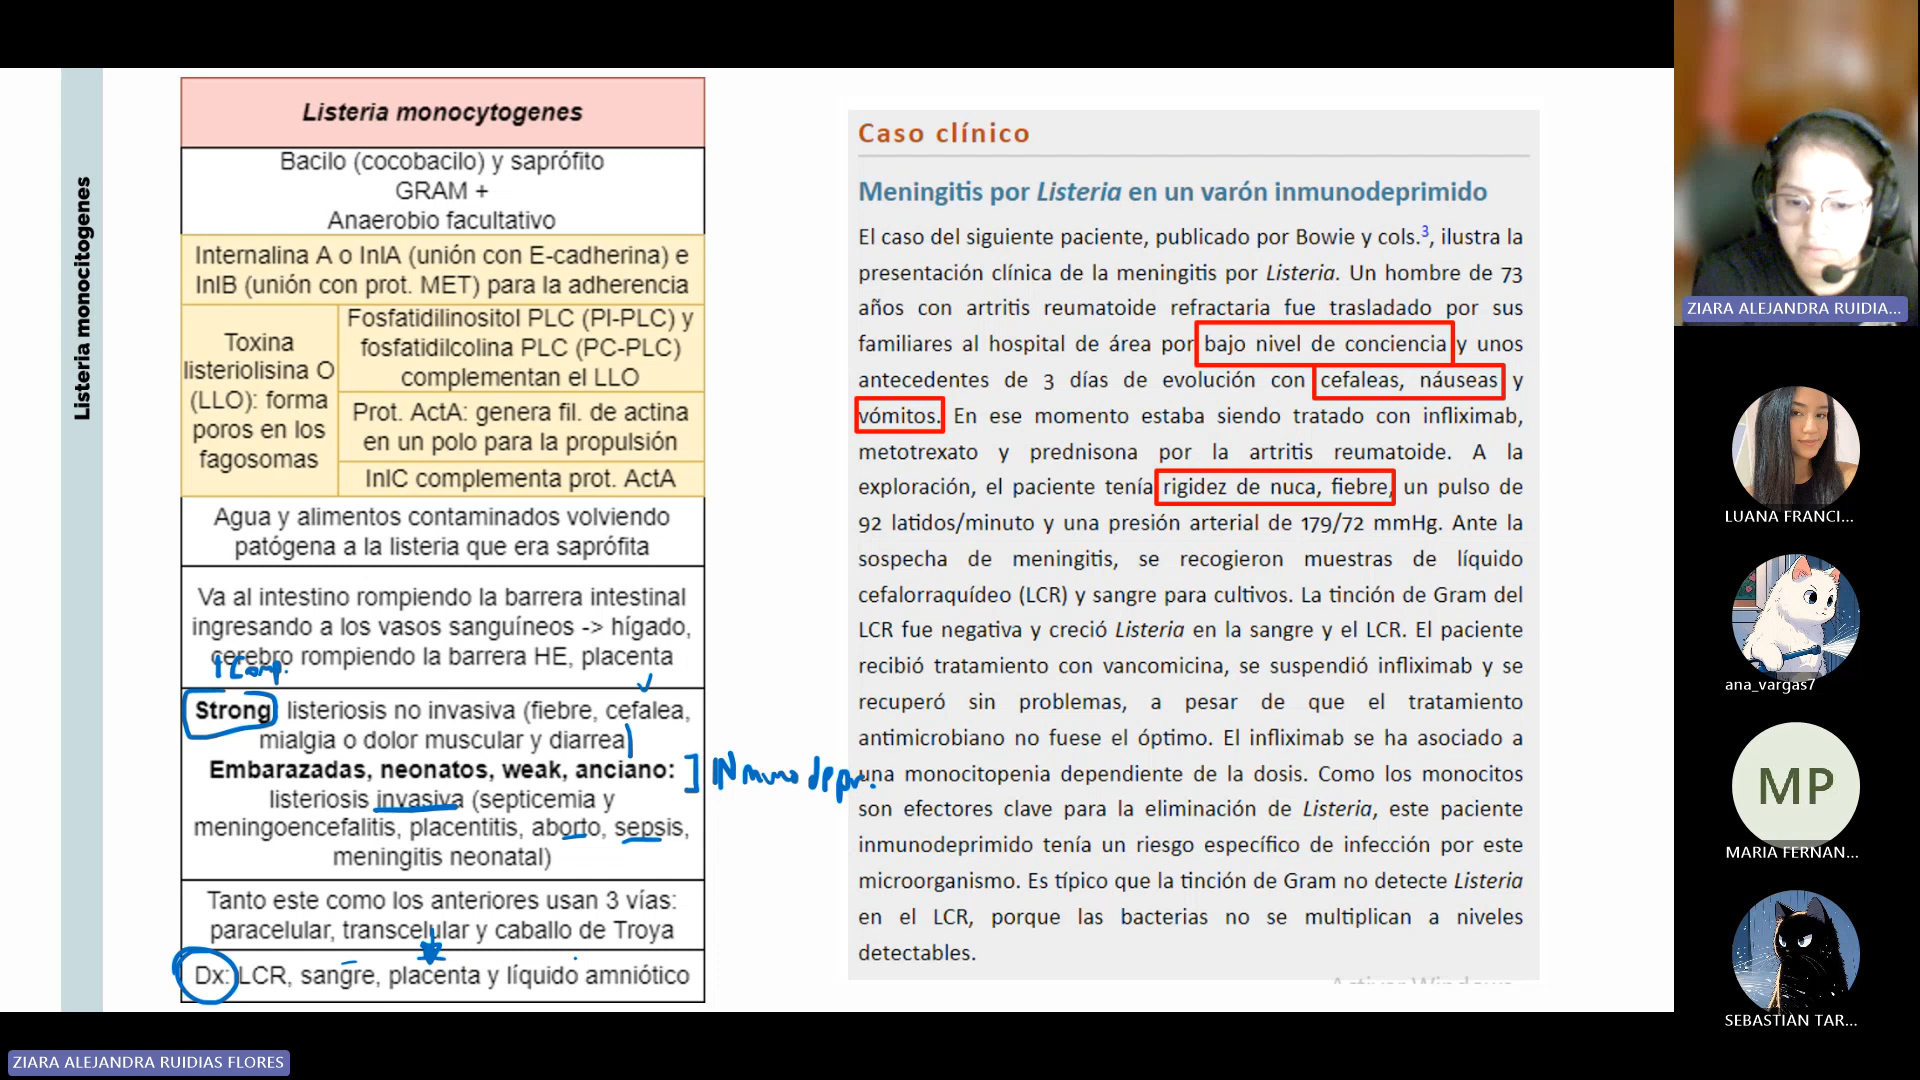 Listeria monocitogenes
Listeria monocytogenes
Bacilo (cocobacilo) y saprófito
GRAM +
Anaerobio facultativo
Internalina A o InlA (unión con E-cadherina) e
InlB (unión con prot. MET) para la adherencia
Toxina
listeriolisina O
(LLO): forma
poros en los
fagosomas
Fosfatidilinositol PLC (PI-PLC) y
fosfatidilcolina PLC (PC-PLC)
complementan el LLO
Prot. ActA: genera fil. de actina
en un polo para la propulsión
InlC complementa prot. ActA
Agua y alimentos contaminados volviendo
patógena a la listeria que era saprófita
Va al intestino rompiendo la barrera intestinal
ingresando a los vasos sanguíneos -> hígado,
cerebro rompiendo la barrera HE, placenta
Strong: listeriosis no invasiva (fiebre, cefalea,
mialgia o dolor muscular y diarrea)
Embarazadas, neonatos, weak, anciano:
listeriosis invasiva (septicemia y
meningoencefalitis, placentitis, aborto, sepsis,
meningitis neonatal)
Tanto este como los anteriores usan 3 vías:
paracelular, transcelular y caballo de Troya
Dx: LCR, sangre, placenta y líquido amniótico
Caso clínico
Meningitis por Listeria en un varón inmunodeprimido
El caso del siguiente paciente, publicado por Bowie y cols.3, ilustra la
presentación clínica de la meningitis por Listeria. Un hombre de 73
años con artritis reumatoide refractaria fue trasladado por sus
familiares al hospital de área por bajo nivel de conciencia y unos
antecedentes de 3 días de evolución con cefaleas, náuseas y
vómitos. En ese momento estaba siendo tratado con infliximab,
metotrexato y prednisona por la artritis reumatoide. A la
exploración, el paciente tenía rigidez de nuca, fiebre, un pulso de
92 latidos/minuto y una presión arterial de 179/72 mmHg. Ante la
sospecha de meningitis, se recogieron muestras de líquido
cefalorraquídeo (LCR) y sangre para cultivos. La tinción de Gram del
LCR fue negativa y creció Listeria en la sangre y el LCR. El paciente
recibió tratamiento con vancomicina, se suspendió infliximab y se
recuperó sin problemas, a pesar de que el tratamiento
antimicrobiano no fuese el óptimo. El infliximab se ha asociado a
una monocitopenia dependiente de la dosis. Como los monocitos
son efectores clave para la eliminación de Listeria, este paciente
inmunodeprimido tenía un riesgo específico de infección por este
microorganismo. Es típico que la tinción de Gram no detecte Listeria
en el LCR, porque las bacterias no se multiplican a niveles
detectables.
ZIARA ALEJANDRA RUIDIA...
LUANA FRANCI...
ana_vargas7
MP
MARIA FERNAN...
SEBASTIAN TAR...
ZIARA ALEJANDRA RUIDIAS FLORES